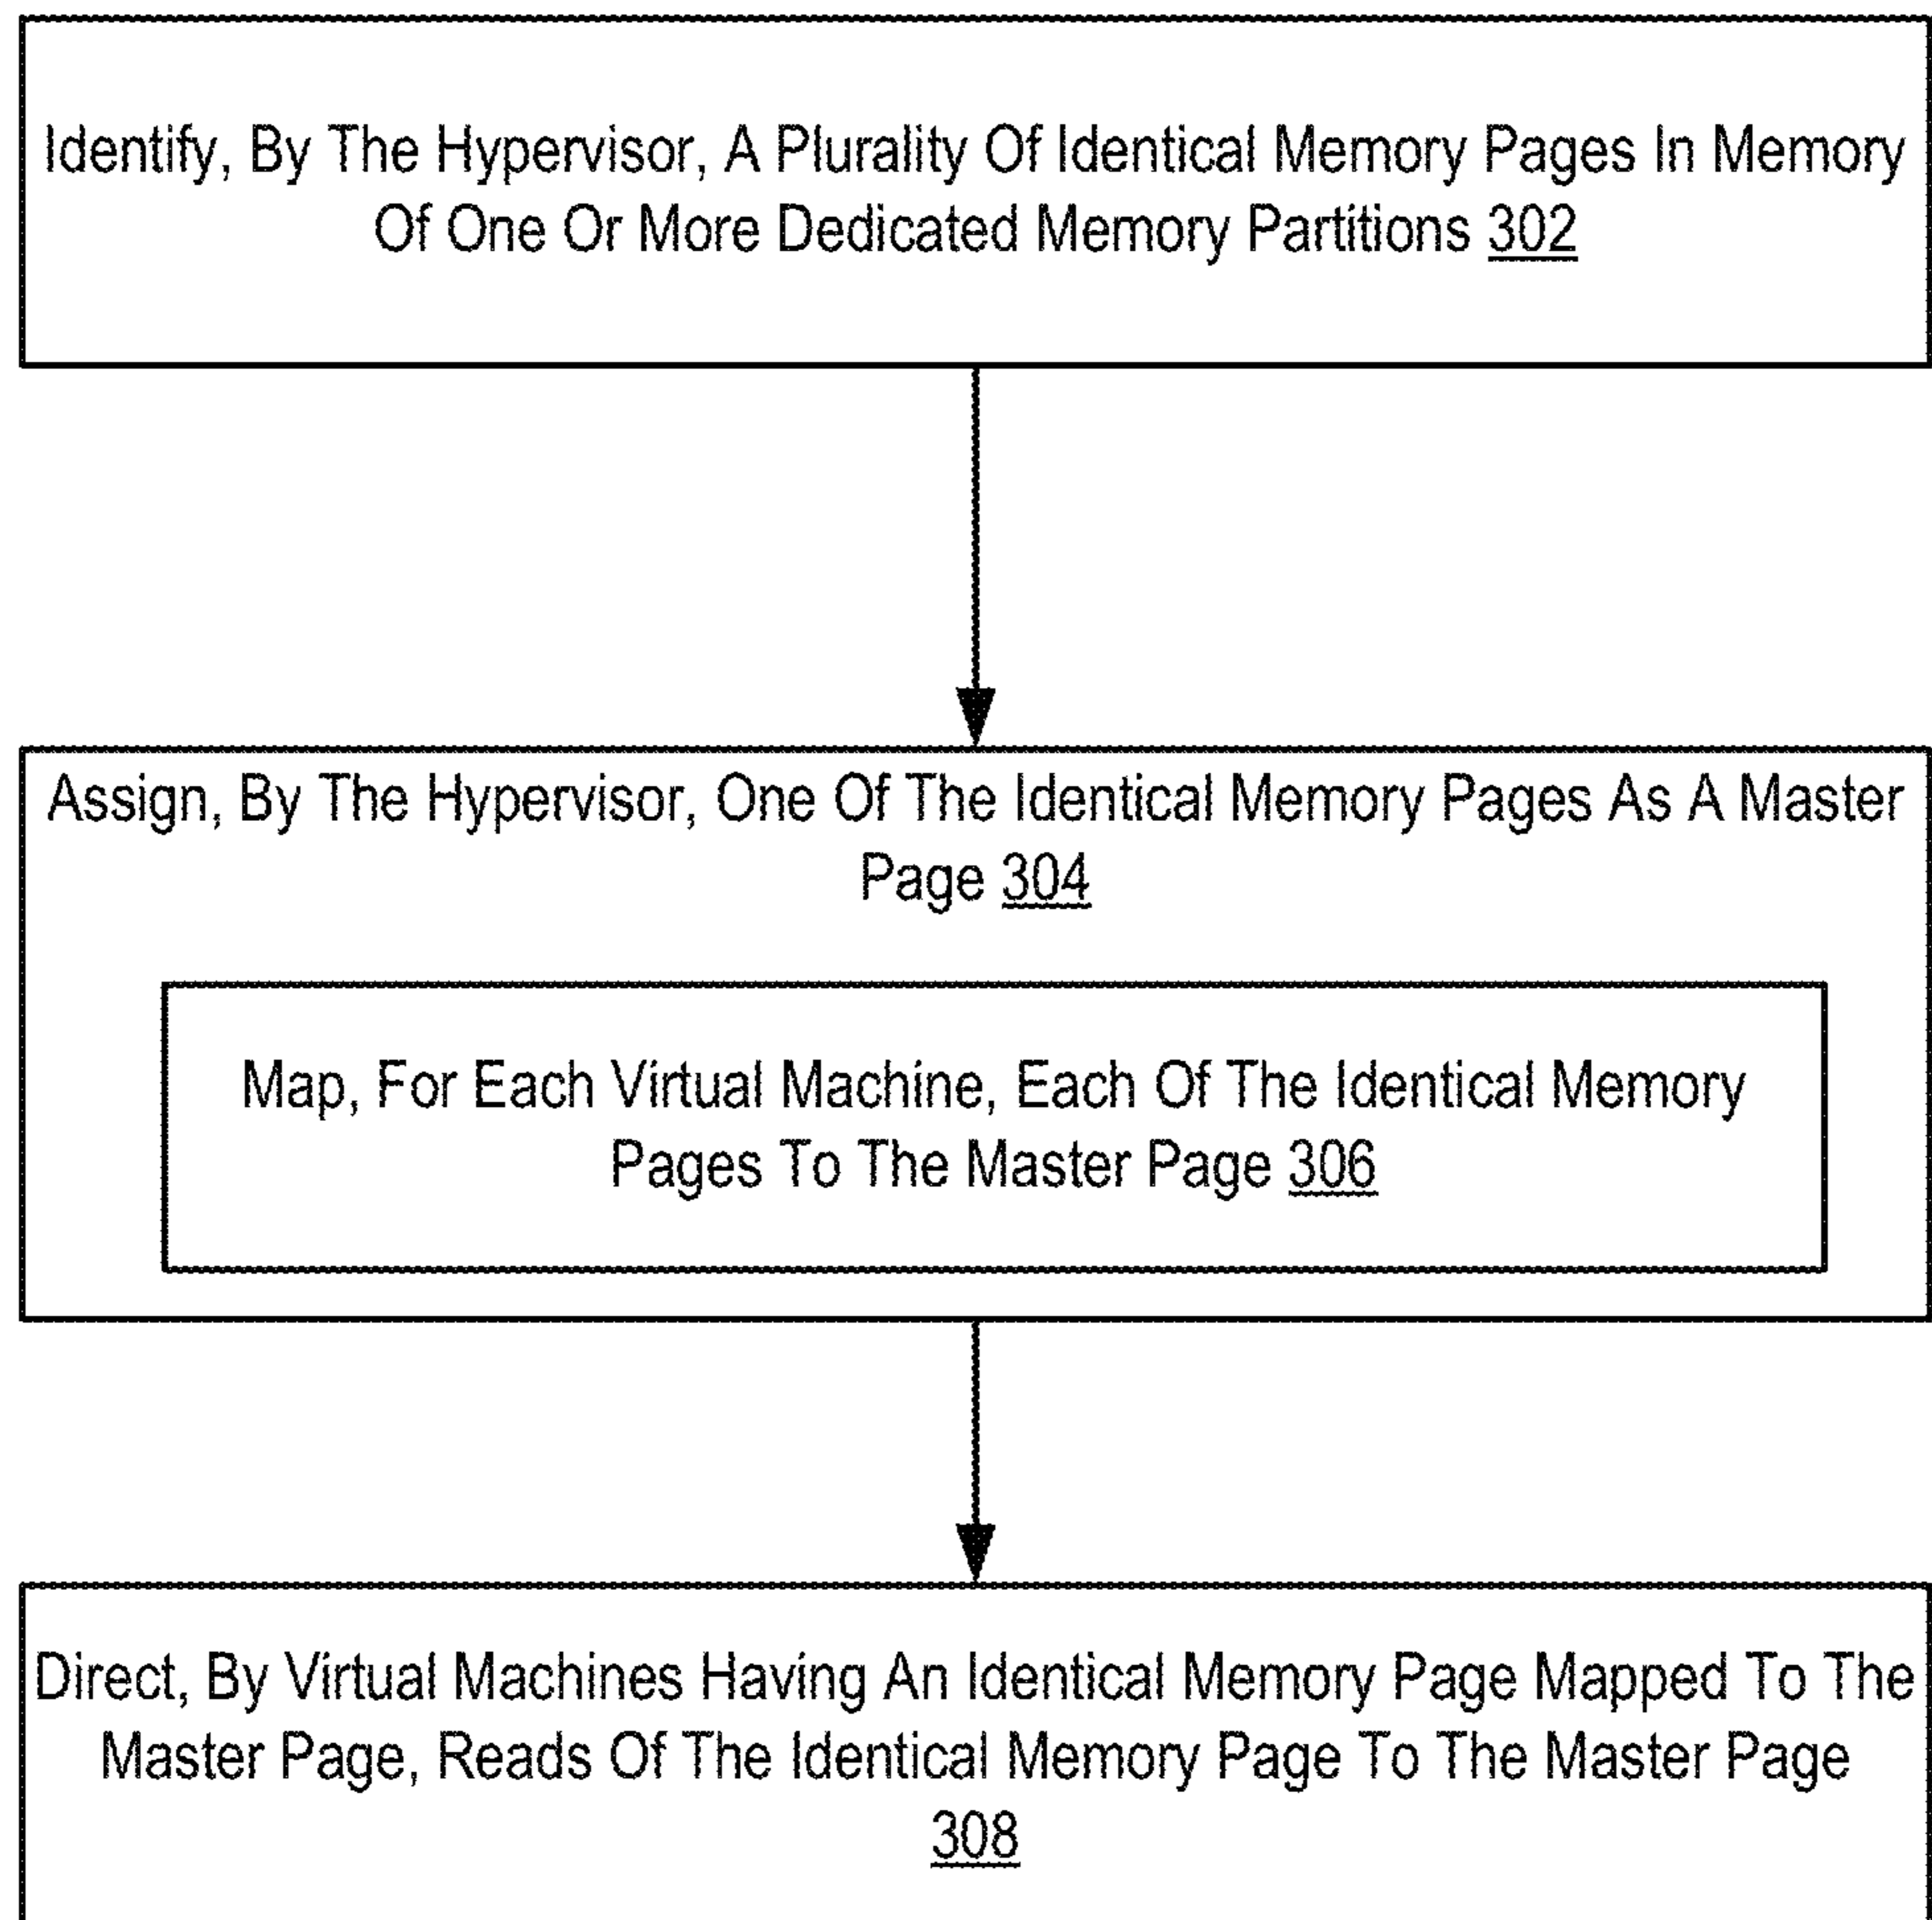 Identify, By The Hypervisor, A Plurality Of Identical Memory Pages In Memory
Of One Or More Dedicated Memory Partitions 302
Assign, By The Hypervisor, One Of The Identical Memory Pages As A Master
Page 304
Map, For Each Virtual Machine, Each Of The Identical Memory
Pages To The Master Page 306
Direct, By Virtual Machines Having An Identical Memory Page Mapped To The
Master Page, Reads Of The Identical Memory Page To The Master Page
308